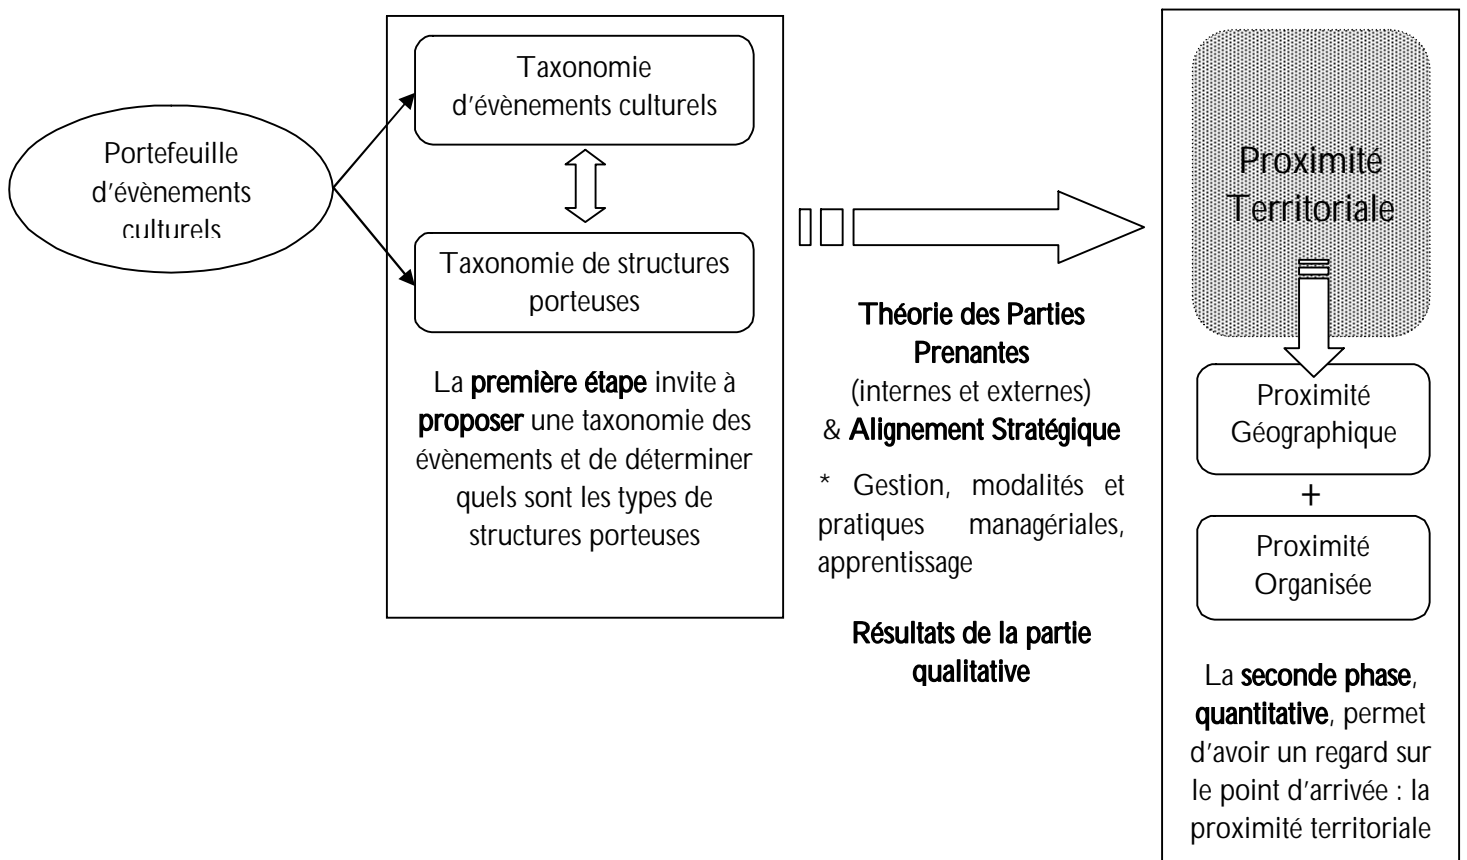 Portefeuille
d'évènements
culturels
Taxonomie
d'évènements culturels
Taxonomie de structures
porteuses
La première étape invite à
proposer une taxonomie des
évènements et de déterminer
quels sont les types de
structures porteuses
Théorie des Parties
Prenantes
(internes et externes)
& Alignement Stratégique
* Gestion, modalités et
pratiques managériales,
apprentissage
Résultats de la partie
qualitative
Proximité
Territoriale
Proximité
Géographique
+
Proximité
Organisée
La seconde phase,
quantitative, permet
d'avoir un regard sur
le point d'arrivée : la
proximité territoriale